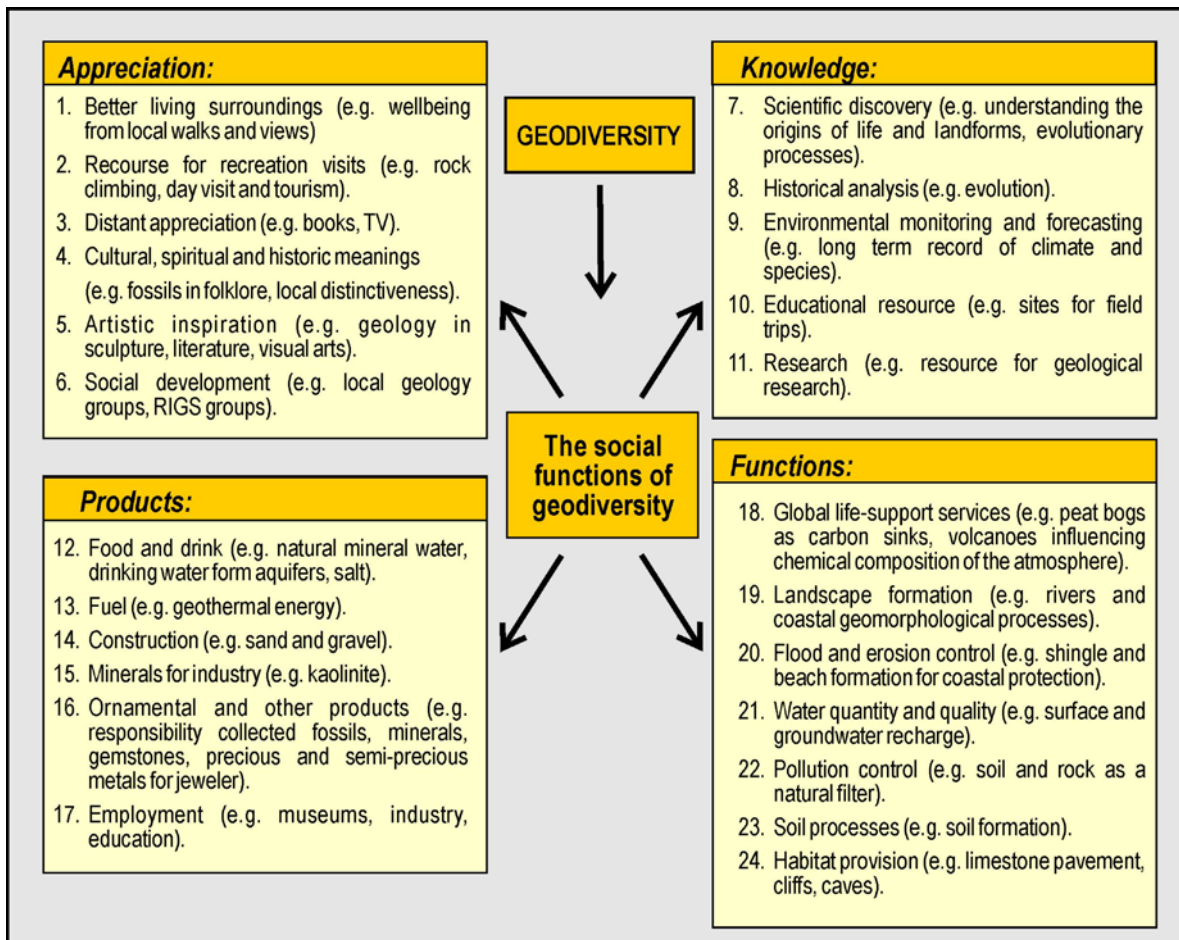 Appreciation:
1. Better living surroundings (e.g. wellbeing
from local walks and views)
2. Recourse for recreation visits (e.g. rock
climbing, day visit and tourism).
3. Distant appreciation (e.g. books, TV).
4. Cultural, spiritual and historic meanings
(e.g. fossils in folklore, local distinctiveness).
5. Artistic inspiration (e.g. geology in
sculpture, literature, visual arts).
6. Social development (e.g. local geology
groups, RIGS groups).
GEODIVERSITY
Knowledge:
7. Scientific discovery (e.g. understanding the
origins of life and landforms, evolutionary
processes).
8. Historical analysis (e.g. evolution).
9. Environmental monitoring and forecasting
(e.g. long term record of climate and
species).
10. Educational resource (e.g. sites for field
trips).
11. Research (e.g. resource for geological
research).
The social
functions of
geodiversity
Products:
12. Food and drink (e.g. natural mineral water,
drinking water form aquifers, salt).
13. Fuel (e.g. geothermal energy).
14. Construction (e.g. sand and gravel).
15. Minerals for industry (e.g. kaolinite).
16. Ornamental and other products (e.g.
responsibility collected fossils, minerals,
gemstones, precious and semi-precious
metals for jeweler).
17. Employment (e.g. museums, industry,
education).
Functions:
18. Global life-support services (e.g. peat bogs
as carbon sinks, volcanoes influencing
chemical composition of the atmosphere).
19. Landscape formation (e.g. rivers and
coastal geomorphological processes).
20. Flood and erosion control (e.g. shingle and
beach formation for coastal protection).
21. Water quantity and quality (e.g. surface and
groundwater recharge).
22. Pollution control (e.g. soil and rock as a
natural filter).
23. Soil processes (e.g. soil formation).
24. Habitat provision (e.g. limestone pavement,
cliffs, caves).